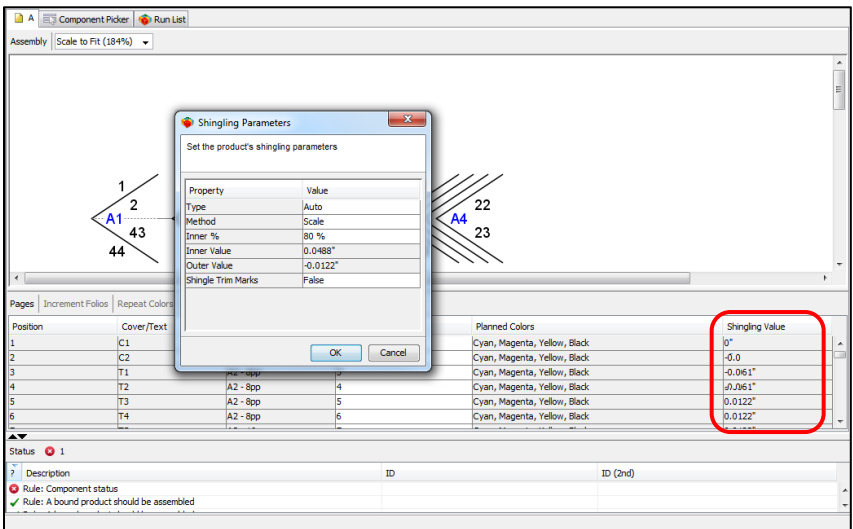 A Component Picker Run List
Assembly Scale to Fit (184%)
Shingling Parameters
Set the product's shingling parameters
Property Value
Type Auto
Method Scale
Inner % 80 %
Inner Value 0.0488"
Outer Value -0.0122"
Shingle Trim Marks False
OK Cancel
1
2
A1
43
44
22
A4
23
Pages Increment Folios Repeat Colors
Position Cover/Text Planned Colors Shingling Value
1 C1 Cyan, Magenta, Yellow, Black 0"
2 C2 Cyan, Magenta, Yellow, Black -0.0
3 T1 A2 - 8pp 3 Cyan, Magenta, Yellow, Black -0.0061"
4 T2 A2 - 8pp 4 Cyan, Magenta, Yellow, Black
5 T3 A2 - 8pp 5 Cyan, Magenta, Yellow, Black 0.0122"
6 T4 A2 - 8pp 6 Cyan, Magenta, Yellow, Black 0.0122"
Status 1
? Description ID ID (2nd)
Rule: Component status
Rule: A bound product should be assembled